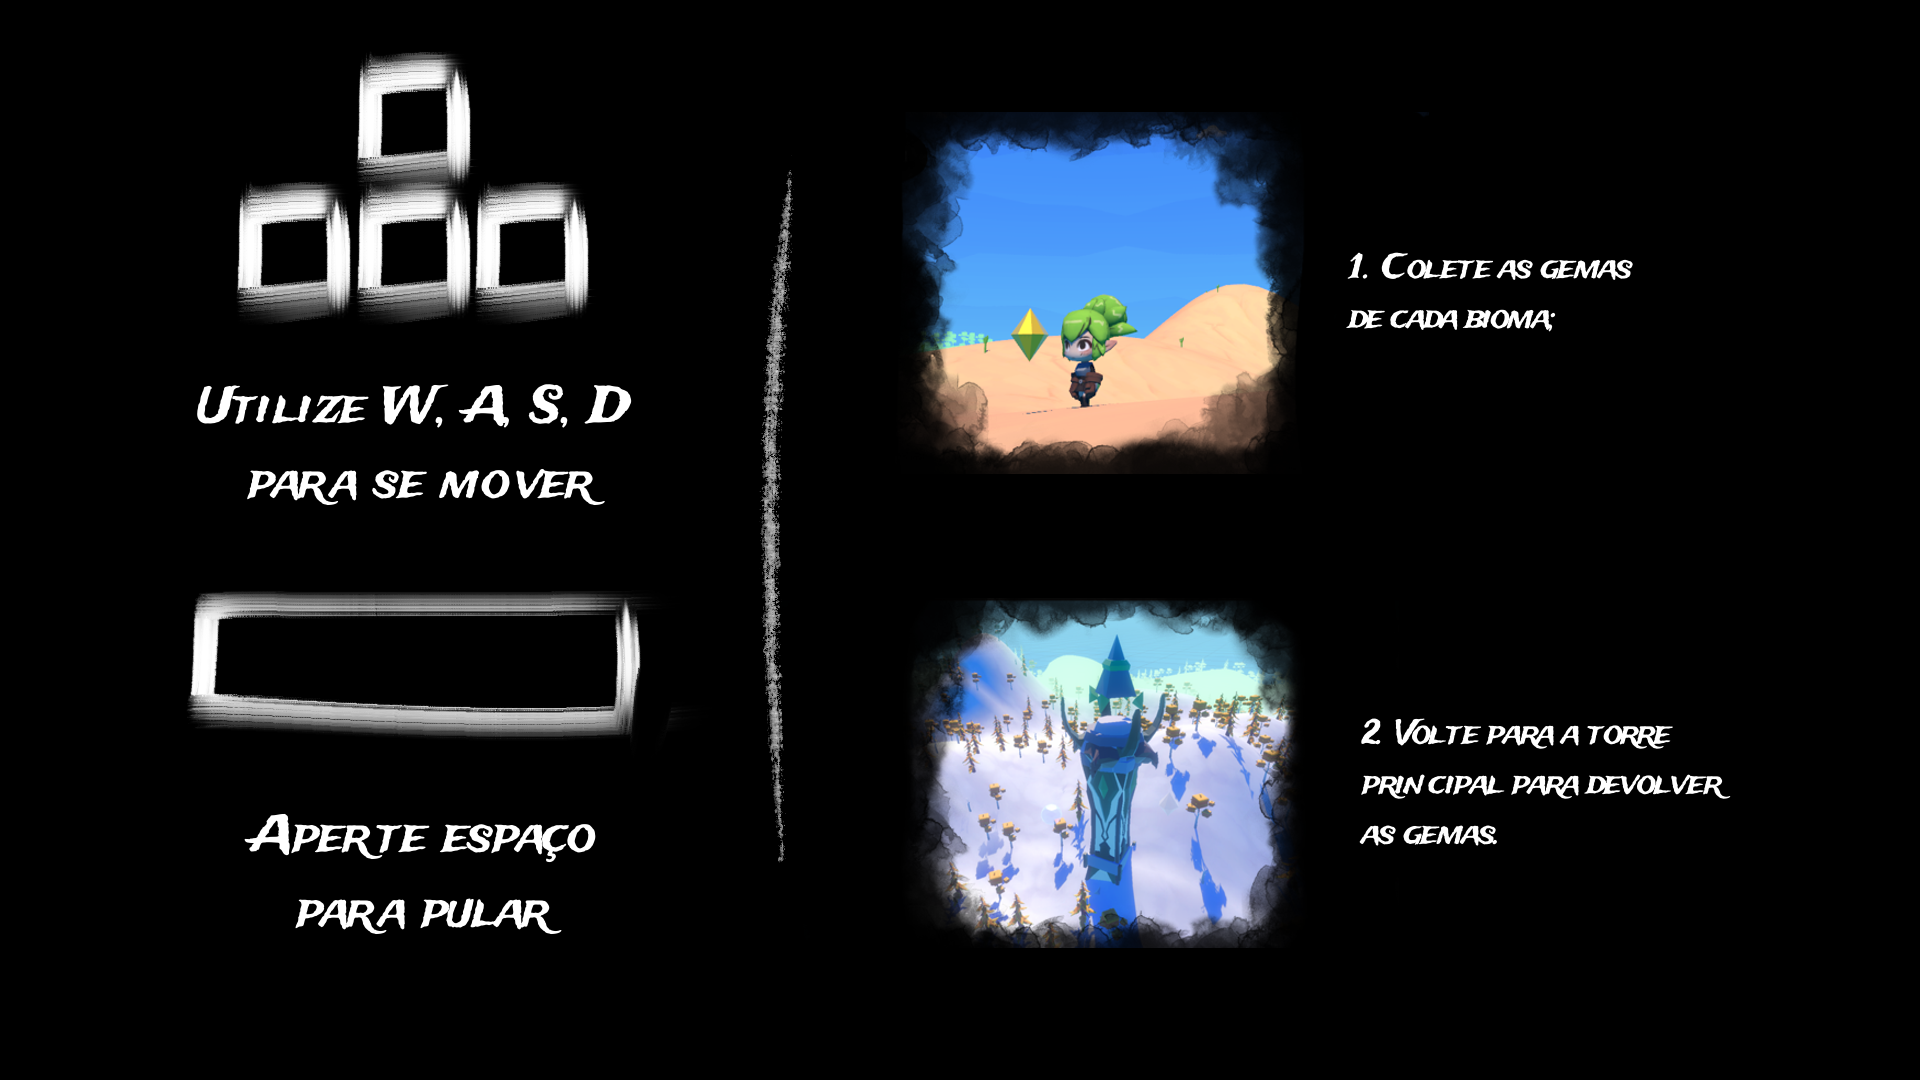 Utilize W, A, S, D
para se mover
Aperte espaço
para pular
1. Colete as gemas
de cada bioma;
2. Volte para a torre
principal para devolver
as gemas.